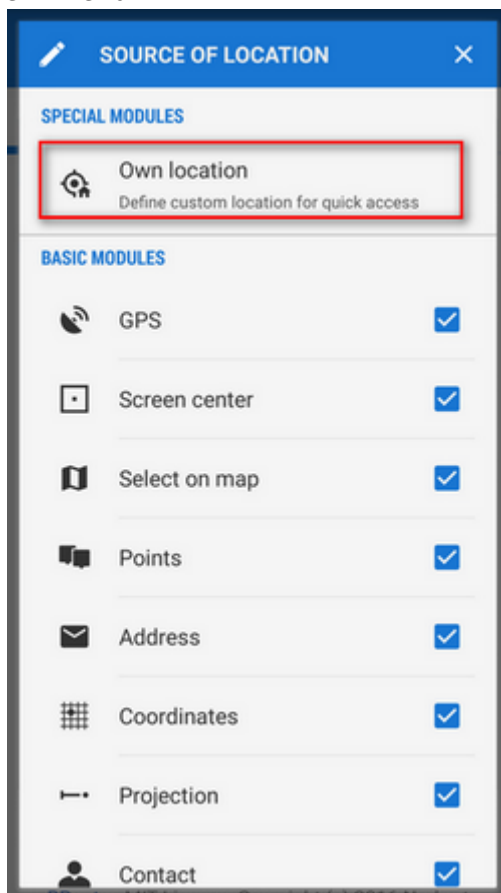 SOURCE OF LOCATION
SPECIAL MODULES
Own location
Define custom location for quick access
BASIC MODULES
GPS
Screen center
Select on map
Points
Address
Coordinates
Projection
Contact